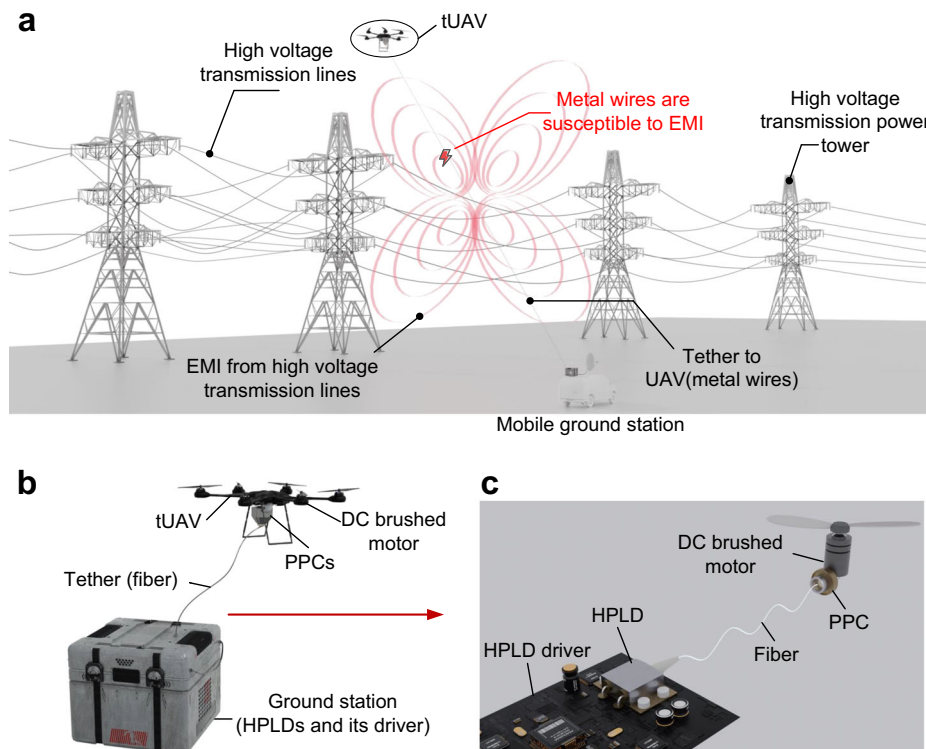 a
tUAV
High voltage
transmission lines
Metal wires are
susceptible to EMI
High voltage
transmission power
tower
EMI from high voltage
transmission lines
Tether to
UAV(metal wires)
Mobile ground station
b
tUAV
DC brushed
motor
PPCs
Tether (fiber)
Ground station
(HPLDs and its driver)
c
DC brushed
motor
PPC
HPLD
Fiber
HPLD driver